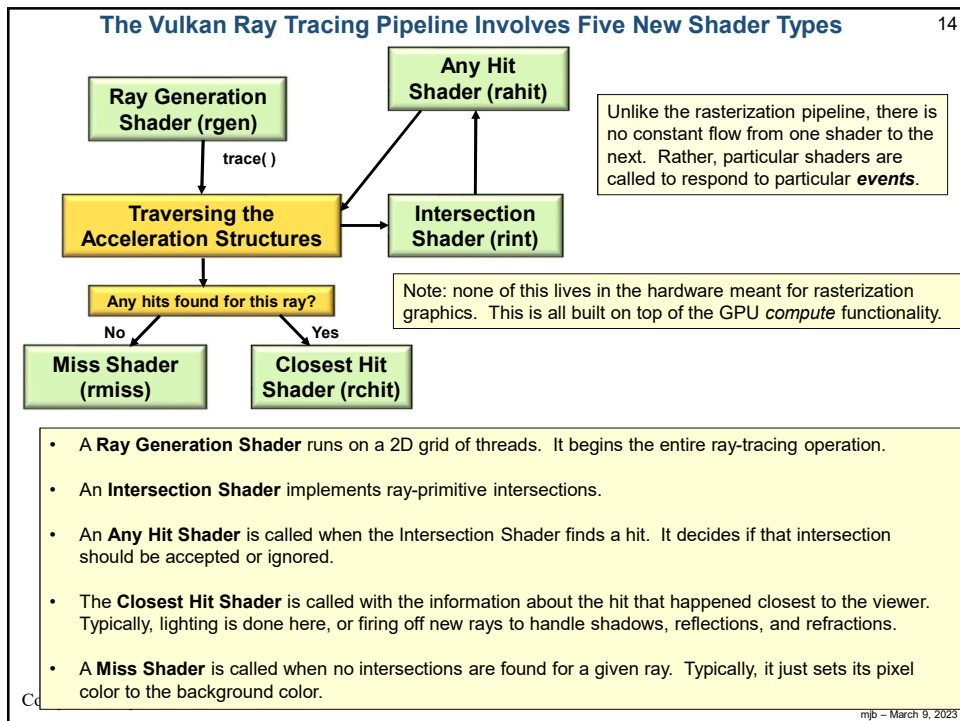 The Vulkan Ray Tracing Pipeline Involves Five New Shader Types
14
Ray Generation
Shader (rgen)
Any Hit
Shader (rahit)
Unlike the rasterization pipeline, there is
no constant flow from one shader to the
next. Rather, particular shaders are
called to respond to particular events.
trace( )
Traversing the
Acceleration Structures
Intersection
Shader (rint)
Any hits found for this ray?
Note: none of this lives in the hardware meant for rasterization
graphics. This is all built on top of the GPU compute functionality.
No
Yes
Miss Shader
(rmiss)
Closest Hit
Shader (rchit)
• A Ray Generation Shader runs on a 2D grid of threads. It begins the entire ray-tracing operation.
• An Intersection Shader implements ray-primitive intersections.
• An Any Hit Shader is called when the Intersection Shader finds a hit. It decides if that intersection
should be accepted or ignored.
• The Closest Hit Shader is called with the information about the hit that happened closest to the viewer.
Typically, lighting is done here, or firing off new rays to handle shadows, reflections, and refractions.
• A Miss Shader is called when no intersections are found for a given ray. Typically, it just sets its pixel
color to the background color.
mjb – March 9, 2023